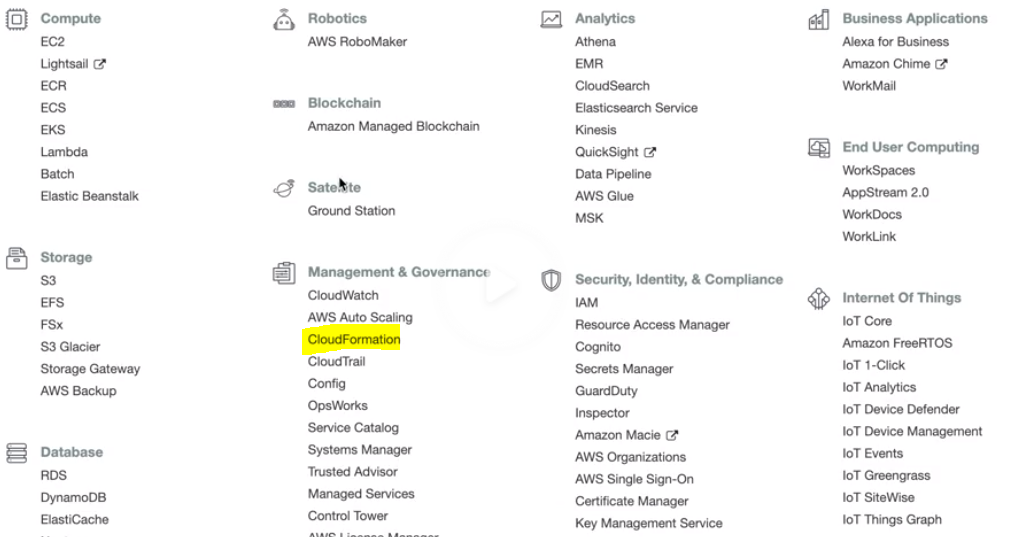 Compute
EC2
Lightsail
ECR
ECS
EKS
Lambda
Batch
Elastic Beanstalk
Storage
S3
EFS
FSx
S3 Glacier
Storage Gateway
AWS Backup
Database
RDS
DynamoDB
ElastiCache
Robotics
AWS RoboMaker
Blockchain
Amazon Managed Blockchain
Satellite
Ground Station
Management & Governance
CloudWatch
AWS Auto Scaling
CloudFormation
CloudTrail
Config
OpsWorks
Service Catalog
Systems Manager
Trusted Advisor
Managed Services
Control Tower
AWS License Manager
Analytics
Athena
EMR
CloudSearch
Elasticsearch Service
Kinesis
QuickSight
Data Pipeline
AWS Glue
MSK
Security, Identity, & Compliance
IAM
Resource Access Manager
Cognito
Secrets Manager
GuardDuty
Inspector
Amazon Macie
AWS Organizations
AWS Single Sign-On
Certificate Manager
Key Management Service
Business Applications
Alexa for Business
Amazon Chime
WorkMail
End User Computing
WorkSpaces
AppStream 2.0
WorkDocs
WorkLink
Internet Of Things
IoT Core
Amazon FreeRTOS
IoT 1-Click
IoT Analytics
IoT Device Defender
IoT Device Management
IoT Events
IoT Greengrass
IoT SiteWise
IoT Things Graph